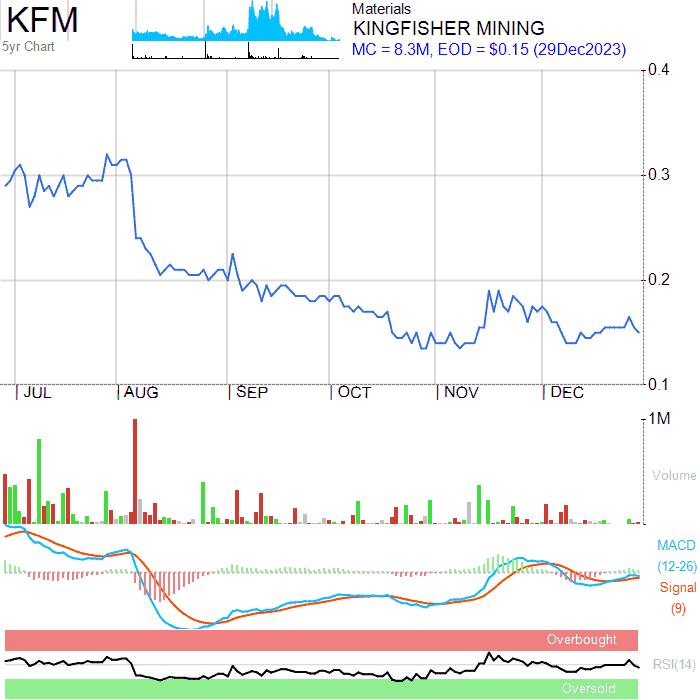 KFM
5yr Chart
Materials
KINGFISHER MINING
MC = 8.3M, EOD = $0.15 (29Dec2023)
0.4
0.3
0.2
0.1
JUL AUG SEP OCT NOV DEC
1M
Volume
MACD
(12-26)
Signal
(9)
Overbought
RSI(14)
Oversold